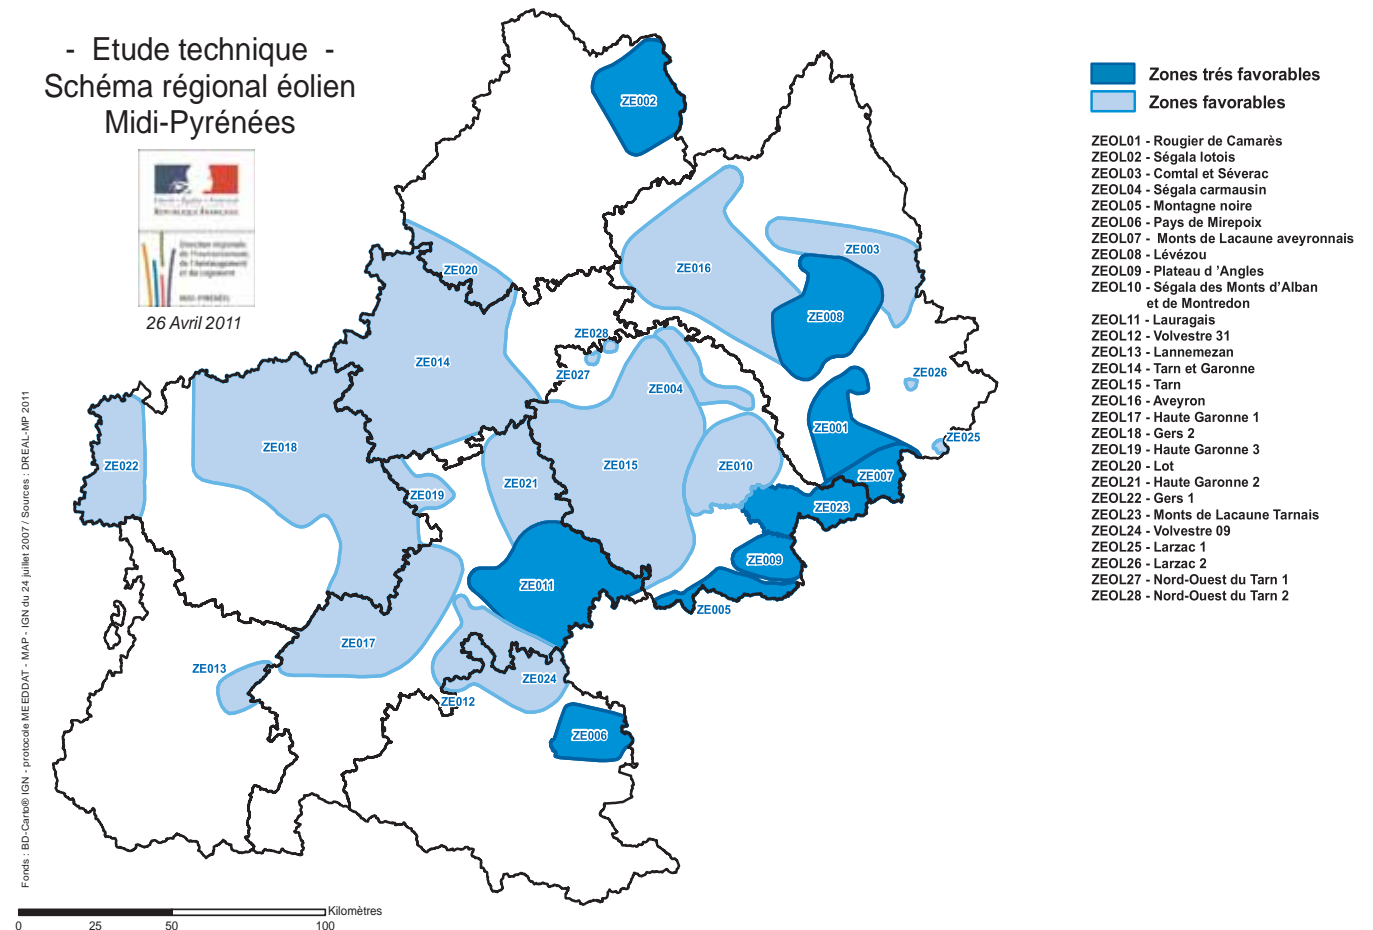 - Etude technique -
Schéma régional éolien
Midi-Pyrénées
RÉPUBLIQUE FRANÇAISE
26 Avril 2011
Zones trés favorables
Zones favorables
ZEOL01 - Rougier de Camarès
ZEOL02 - Ségala lotois
ZEOL03 - Comtal et Séverac
ZEOL04 - Ségala carmausin
ZEOL05 - Montagne noire
ZEOL06 - Pays de Mirepoix
ZEOL07 - Monts de Lacaune aveyronnais
ZEOL08 - Lévézou
ZEOL09 - Plateau d 'Angles
ZEOL10 - Ségala des Monts d'Alban
et de Montredon
ZEOL11 - Lauragais
ZEOL12 - Volvestre 31
ZEOL13 - Lannemezan
ZEOL14 - Tarn et Garonne
ZEOL15 - Tarn
ZEOL16 - Aveyron
ZEOL17 - Haute Garonne 1
ZEOL18 - Gers 2
ZEOL19 - Haute Garonne 3
ZEOL20 - Lot
ZEOL21 - Haute Garonne 2
ZEOL22 - Gers 1
ZEOL23 - Monts de Lacaune Tarnais
ZEOL24 - Volvestre 09
ZEOL25 - Larzac 1
ZEOL26 - Larzac 2
ZEOL27 - Nord-Ouest du Tarn 1
ZEOL28 - Nord-Ouest du Tarn 2
ZE002
ZE003
ZE016
ZE020
ZE008
ZE028
ZE014
ZE027
ZE026
ZE004
ZE001
ZE025
ZE018
ZE022
ZE015
ZE010
ZE007
ZE021
ZE019
ZE023
ZE009
ZE011
ZE005
ZE017
ZE013
ZE024
ZE012
ZE006
Fonds : BD-Carto® IGN - protocole MEEDDAT - MAP - IGN du 24 juillet 2007 / Sources : DREAL-MP 2011
Kilomètres
0 25 50 100